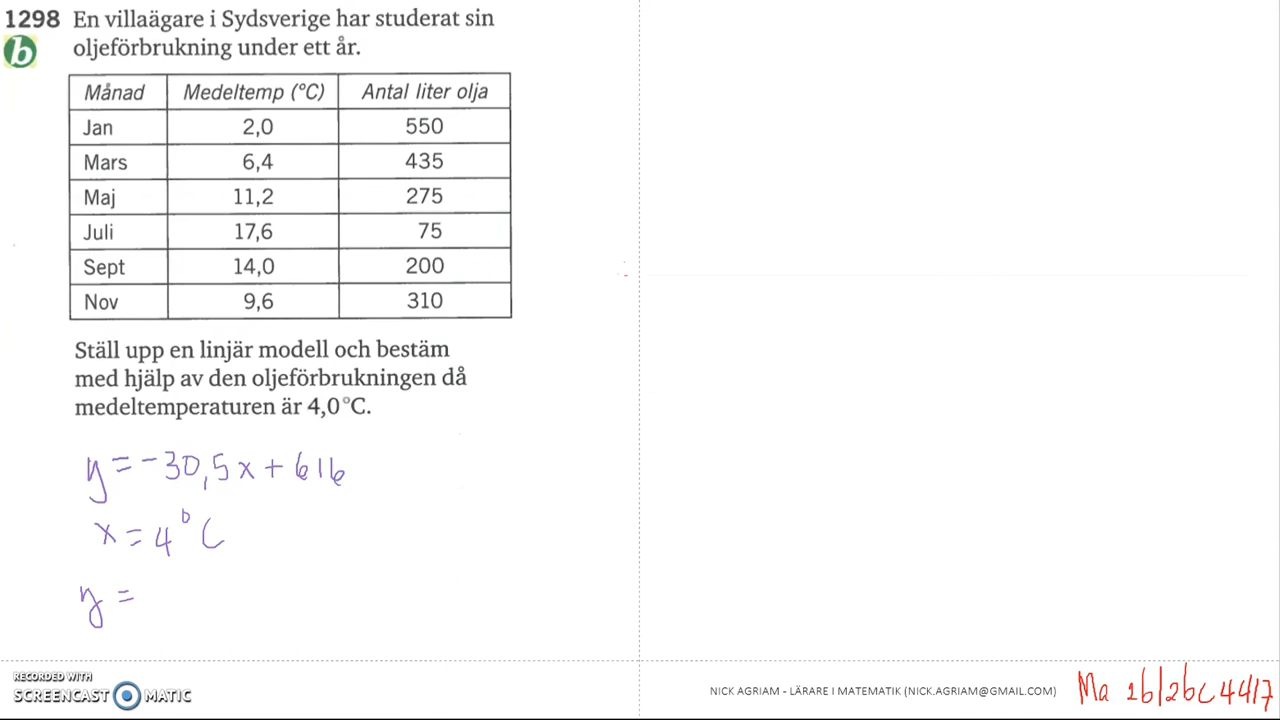 1298 En villaägare i Sydsverige har studerat sin
b oljeförbrukning under ett år.
Månad Medeltemp (°C) Antal liter olja
Jan 2,0 550
Mars 6,4 435
Maj 11,2 275
Juli 17,6 75
Sept 14,0 200
Nov 9,6 310
Ställ upp en linjär modell och bestäm
med hjälp av den oljeförbrukningen då
medeltemperaturen är 4,0°C.
y = -30,5x + 616
x = 4°C
y =
RECORDED WITH
SCREENCAST MATIC
NICK AGRIAM - LÄRARE I MATEMATIK (NICK.AGRIAM@GMAIL.COM)
Ma 2b/2bc 4417